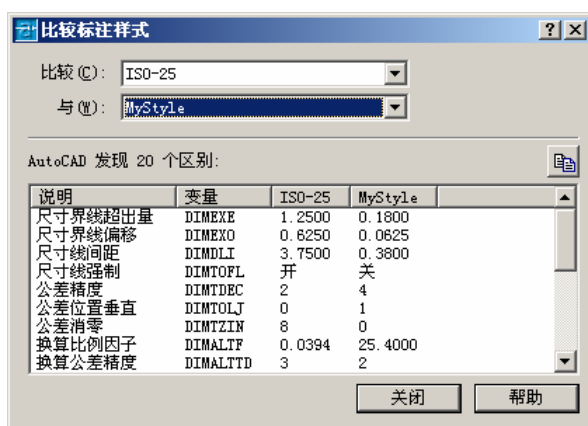 比较标注样式
比较(C): ISO-25
与(W): MyStyle
AutoCAD 发现 20 个区别:
说明 变量 ISO-25 MyStyle
尺寸界线超出量 DIMEXE 1.2500 0.1800
尺寸界线偏移 DIMEXO 0.6250 0.0625
尺寸线间距 DIMDLI 3.7500 0.3800
尺寸线强制 DIMTOFL 开 关
公差精度 DIMTDEC 2 4
公差位置垂直 DIMTOLJ 0 1
公差消零 DIMTZIN 8 0
换算比例因子 DIMALTF 0.0394 25.4000
换算公差精度 DIMALTTD 3 2
关闭 帮助